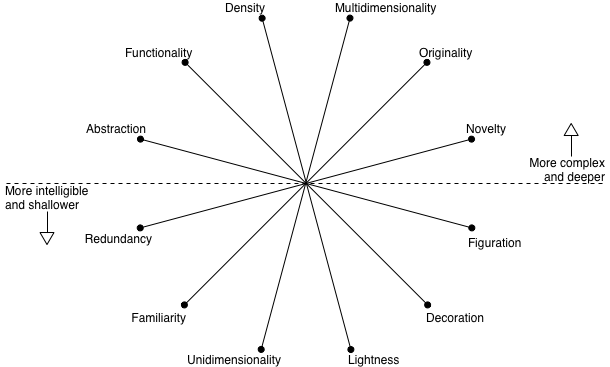 Density
Multidimensionality
Functionality
Originality
Abstraction
Novelty
More complex
and deeper
More intelligible
and shallower
Redundancy
Figuration
Familiarity
Decoration
Unidimensionality
Lightness